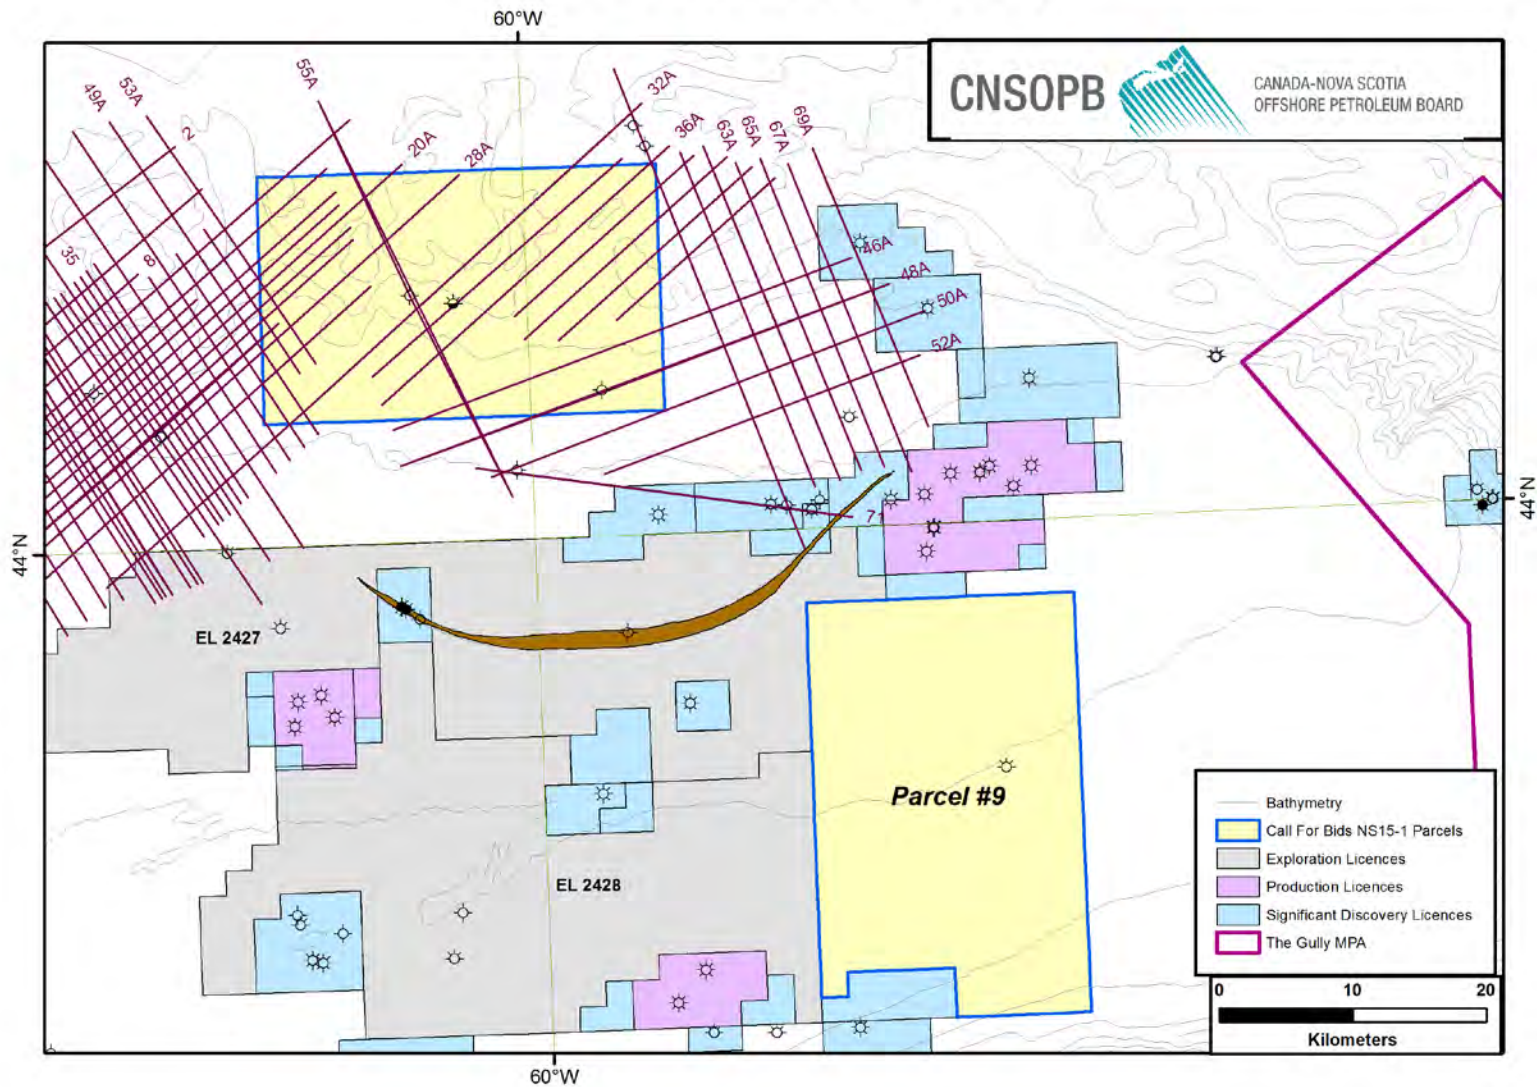 60°W
CNSOPB
CANADA-NOVA SCOTIA
OFFSHORE PETROLEUM BOARD
49A
53A
55A
2
20A
28A
32A
36A
63A
65A
67A
69A
35
8
46A
48A
50A
52A
71
44°N
44°N
EL 2427
Parcel #9
EL 2428
Bathymetry
Call For Bids NS15-1 Parcels
Exploration Licences
Production Licences
Significant Discovery Licences
The Gully MPA
0 10 20
Kilometers
60°W